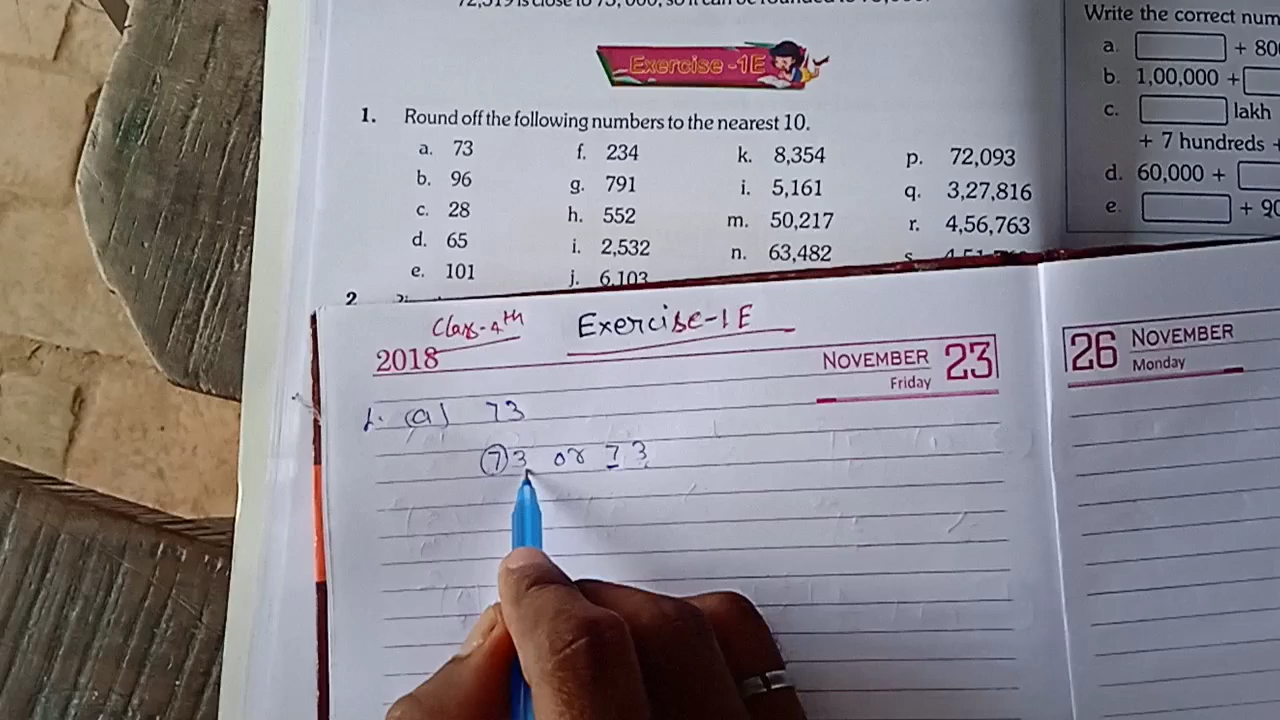 Exercise -1E
1. Round off the following numbers to the nearest 10.
a. 73 f. 234 k. 8,354 p. 72,093
b. 96 g. 791 i. 5,161 q. 3,27,816
c. 28 h. 552 m. 50,217 r. 4,56,763
d. 65 i. 2,532 n. 63,482 s.
e. 101 j. 6,103
2
Write the correct num
a. + 80
b. 1,00,000 +
c. lakh
+ 7 hundreds +
d. 60,000 +
e. + 90
Class-4th Exercise-1E
2018 NOVEMBER 23
Friday
1. (a) 73
73 or 73
26 NOVEMBER
Monday